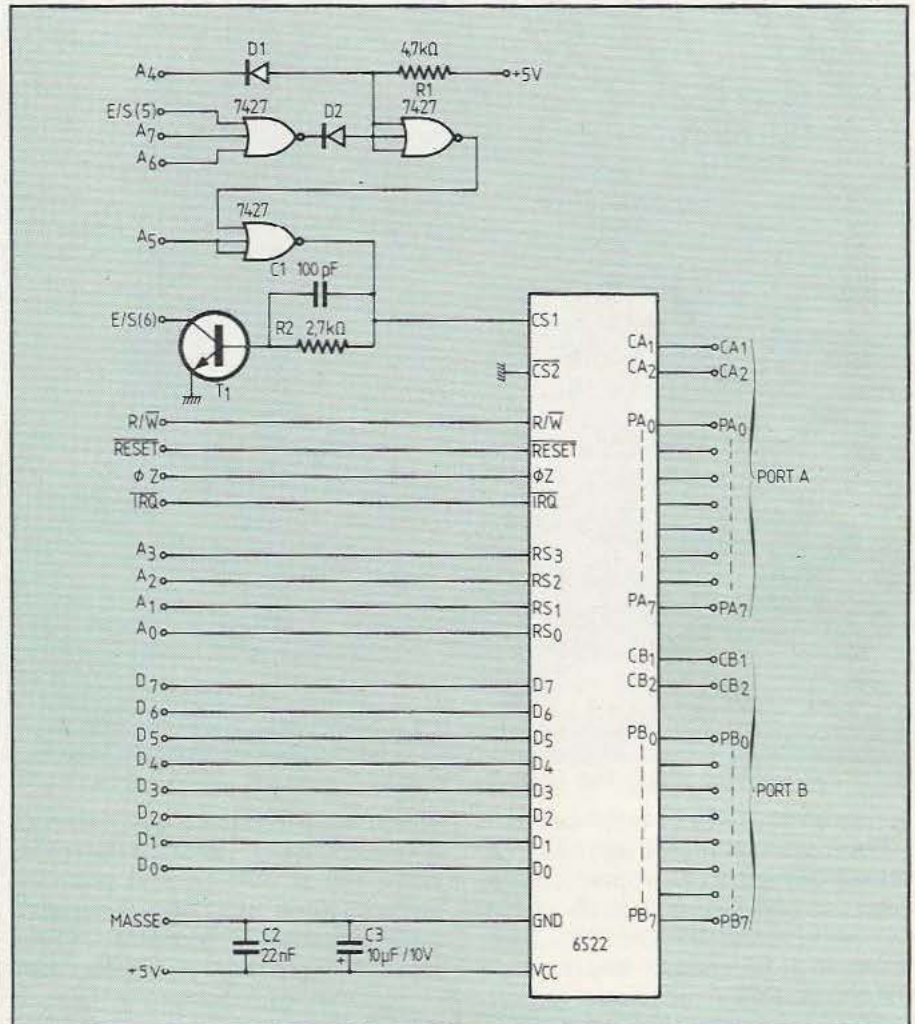 D1
4,7kΩ
A4
+5V
R1
E/S(5)
7427
D2
7427
A7
A6
7427
A5
C1 100pF
E/S(6)
R2 2,7kΩ
T1
CS1
CS2
CA1
CA1
CA2
CA2
R/W
R/W
PA0
PA0
RESET
RESET
ΦZ
ΦZ
PORT A
IRQ
IRQ
A3
RS3
A2
RS2
A1
RS1
PA7
PA7
A0
RS0
CB1
CB1
D7
D7
CB2
CB2
D6
D6
D5
D5
PB0
PB0
D4
D4
D3
D3
PORT B
D2
D2
D1
D1
D0
D0
MASSE
GND
PB7
PB7
C2
22nF
C3
10µF/10V
+
6522
+5V
VCC